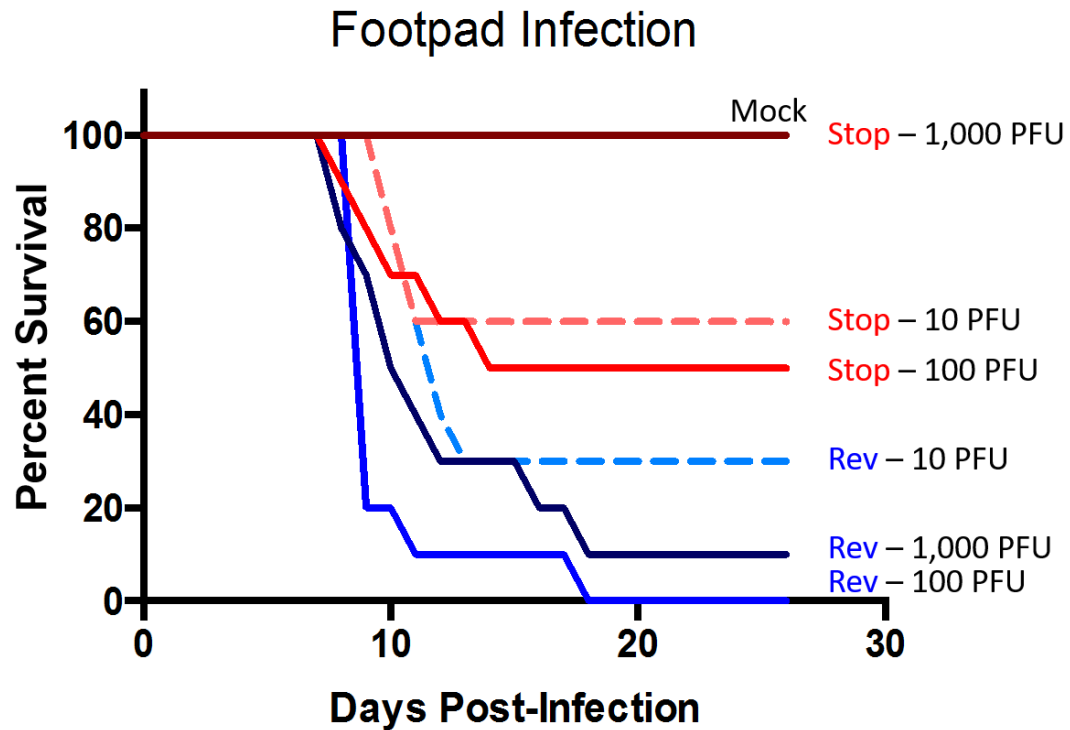 Footpad Infection
Mock
Stop – 1,000 PFU
Stop – 10 PFU
Stop – 100 PFU
Rev – 10 PFU
Rev – 1,000 PFU
Rev – 100 PFU
Percent Survival
100
80
60
40
20
0
0 10 20 30
Days Post-Infection